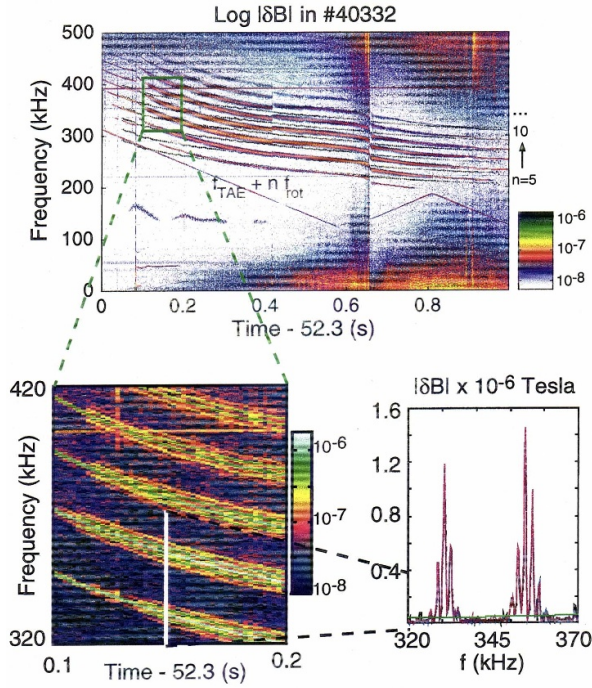 Log |δB| in #40332
500
400
300
200
100
0
Frequency (kHz)
f TAE + n f rot
...
10
n=5
10-6
10-7
10-8
0 0.2 0.4 0.6 0.8
Time - 52.3 (s)
420
320
Frequency (kHz)
0.1 0.2
Time - 52.3 (s)
10-6
10-7
10-8
|δB| x 10-6 Tesla
1.6
1.2
0.8
0.4
320 345 370
f (kHz)